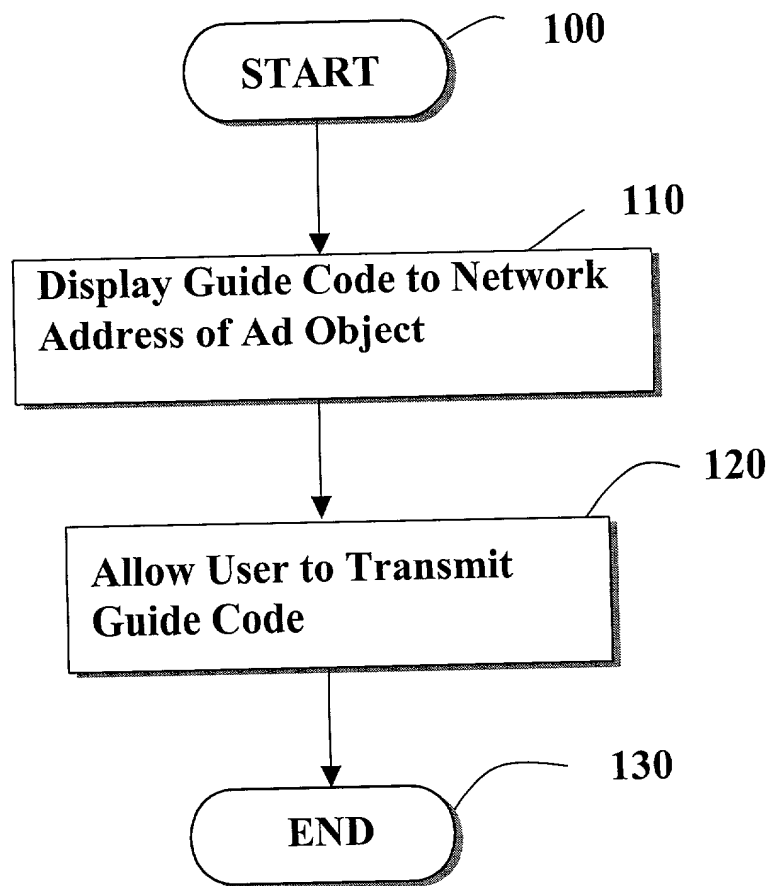 100
START
110
Display Guide Code to Network
Address of Ad Object
120
Allow User to Transmit
Guide Code
130
END